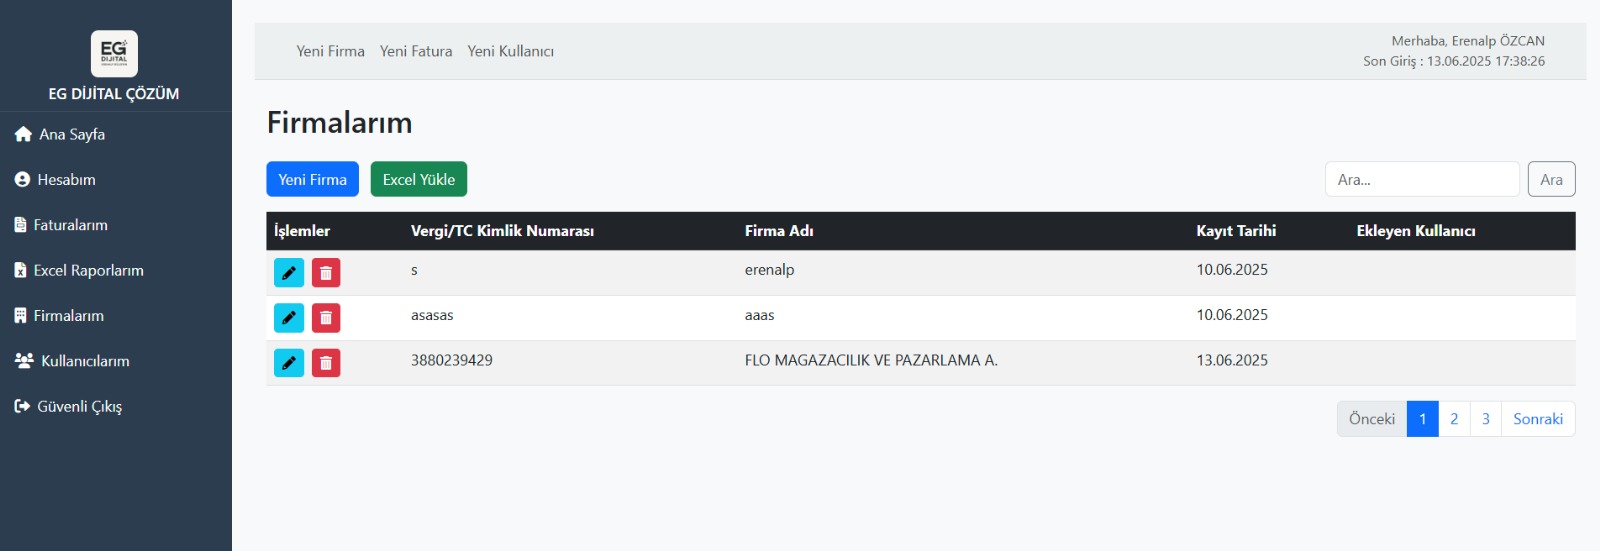 EG
DIJITAL
EG DİJİTAL ÇÖZÜM
Ana Sayfa
Hesabım
Faturalarım
Excel Raporlarım
Firmalarım
Kullanıcılarım
Güvenli Çıkış
Yeni Firma Yeni Fatura Yeni Kullanıcı
Merhaba, Erenalp ÖZCAN
Son Giriş : 13.06.2025 17:38:26
Firmalarım
Yeni Firma Excel Yükle Ara... Ara
İşlemler Vergi/TC Kimlik Numarası Firma Adı Kayıt Tarihi Ekleyen Kullanıcı
s erenalp 10.06.2025
asasas aaas 10.06.2025
3880239429 FLO MAGAZACILIK VE PAZARLAMA A. 13.06.2025
Önceki 1 2 3 Sonraki